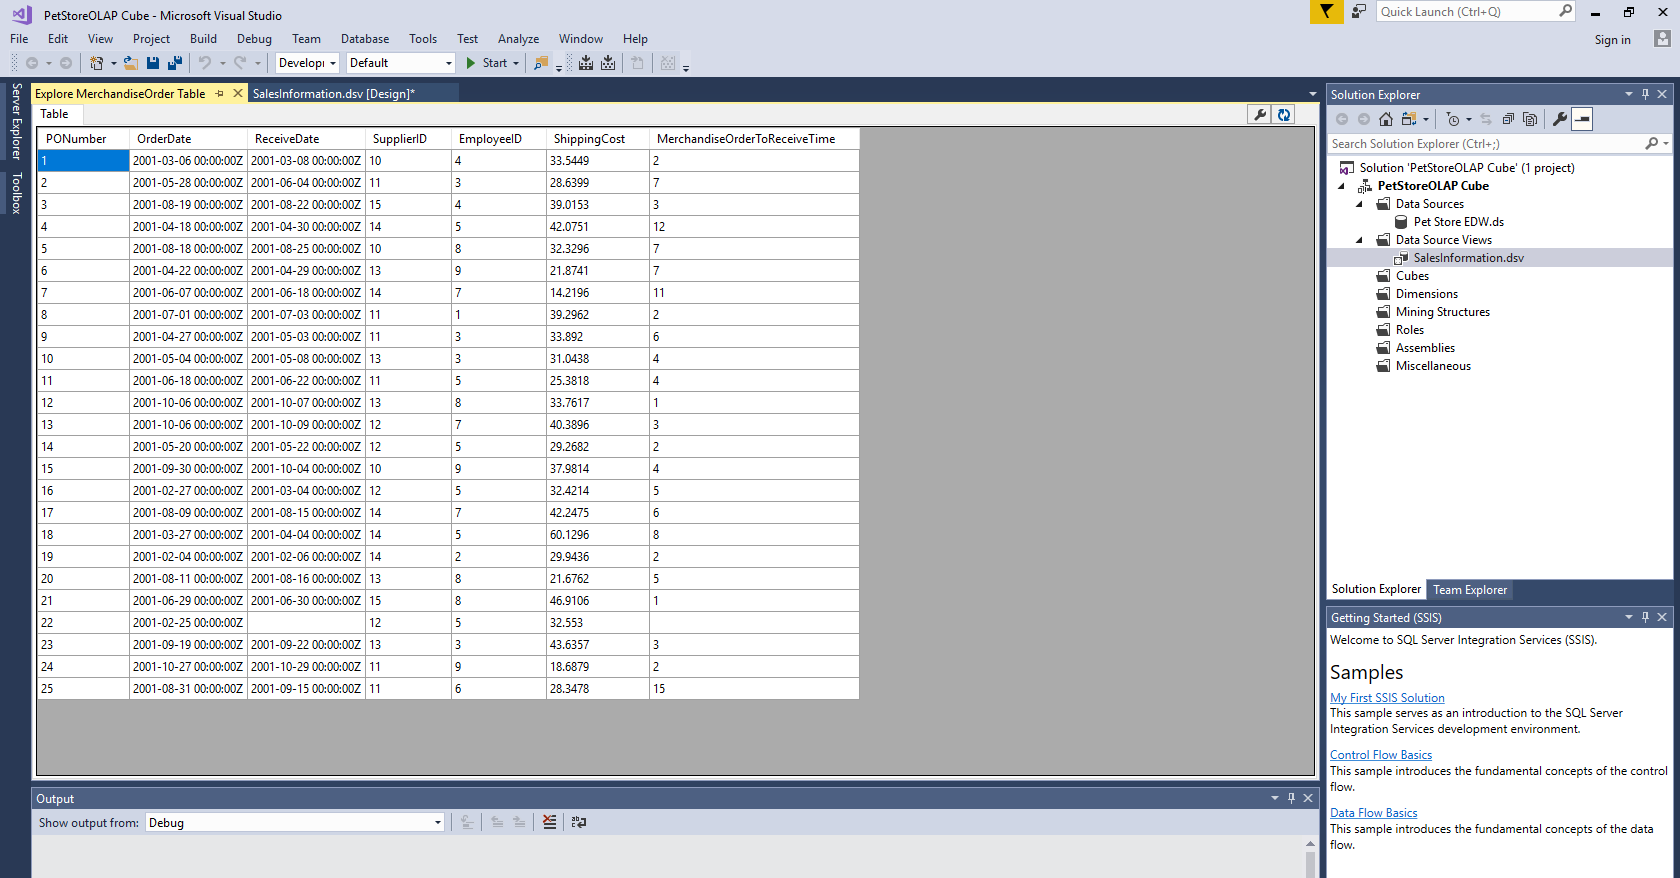 PetStoreOLAP Cube - Microsoft Visual Studio
Quick Launch (Ctrl+Q)
File Edit View Project Build Debug Team Database Tools Test Analyze Window Help
Sign in
Develop Default Start
Server Explorer
Toolbox
Explore MerchandiseOrder Table SalesInformation.dsv [Design]*
Table
PONumber OrderDate ReceiveDate SupplierID EmployeeID ShippingCost MerchandiseOrderToReceiveTime
1 2001-03-06 00:00:00Z 2001-03-08 00:00:00Z 10 4 33.5449 2
2 2001-05-28 00:00:00Z 2001-06-04 00:00:00Z 11 3 28.6399 7
3 2001-08-19 00:00:00Z 2001-08-22 00:00:00Z 15 4 39.0153 3
4 2001-04-18 00:00:00Z 2001-04-30 00:00:00Z 14 5 42.0751 12
5 2001-08-18 00:00:00Z 2001-08-25 00:00:00Z 10 8 32.3296 7
6 2001-04-22 00:00:00Z 2001-04-29 00:00:00Z 13 9 21.8741 7
7 2001-06-07 00:00:00Z 2001-06-18 00:00:00Z 14 7 14.2196 11
8 2001-07-01 00:00:00Z 2001-07-03 00:00:00Z 11 1 39.2962 2
9 2001-04-27 00:00:00Z 2001-05-03 00:00:00Z 11 3 33.892 6
10 2001-05-04 00:00:00Z 2001-05-08 00:00:00Z 13 3 31.0438 4
11 2001-06-18 00:00:00Z 2001-06-22 00:00:00Z 11 5 25.3818 4
12 2001-10-06 00:00:00Z 2001-10-07 00:00:00Z 13 8 33.7617 1
13 2001-10-06 00:00:00Z 2001-10-09 00:00:00Z 12 7 40.3896 3
14 2001-05-20 00:00:00Z 2001-05-22 00:00:00Z 12 5 29.2682 2
15 2001-09-30 00:00:00Z 2001-10-04 00:00:00Z 10 9 37.9814 4
16 2001-02-27 00:00:00Z 2001-03-04 00:00:00Z 12 5 32.4214 5
17 2001-08-09 00:00:00Z 2001-08-15 00:00:00Z 14 7 42.2475 6
18 2001-03-27 00:00:00Z 2001-04-04 00:00:00Z 14 5 60.1296 8
19 2001-02-04 00:00:00Z 2001-02-06 00:00:00Z 14 2 29.9436 2
20 2001-08-11 00:00:00Z 2001-08-16 00:00:00Z 13 8 21.6762 5
21 2001-06-29 00:00:00Z 2001-06-30 00:00:00Z 15 8 46.9106 1
22 2001-02-25 00:00:00Z 12 5 32.553
23 2001-09-19 00:00:00Z 2001-09-22 00:00:00Z 13 3 43.6357 3
24 2001-10-27 00:00:00Z 2001-10-29 00:00:00Z 11 9 18.6879 2
25 2001-08-31 00:00:00Z 2001-09-15 00:00:00Z 11 6 28.3478 15
Output
Show output from: Debug
Solution Explorer
Search Solution Explorer (Ctrl+;)
Solution 'PetStoreOLAP Cube' (1 project)
PetStoreOLAP Cube
Data Sources
Pet Store EDW.ds
Data Source Views
SalesInformation.dsv
Cubes
Dimensions
Mining Structures
Roles
Assemblies
Miscellaneous
Solution Explorer Team Explorer
Getting Started (SSIS)
Welcome to SQL Server Integration Services (SSIS).
Samples
My First SSIS Solution
This sample serves as an introduction to the SQL Server
Integration Services development environment.
Control Flow Basics
This sample introduces the fundamental concepts of the control
flow.
Data Flow Basics
This sample introduces the fundamental concepts of the data
flow.